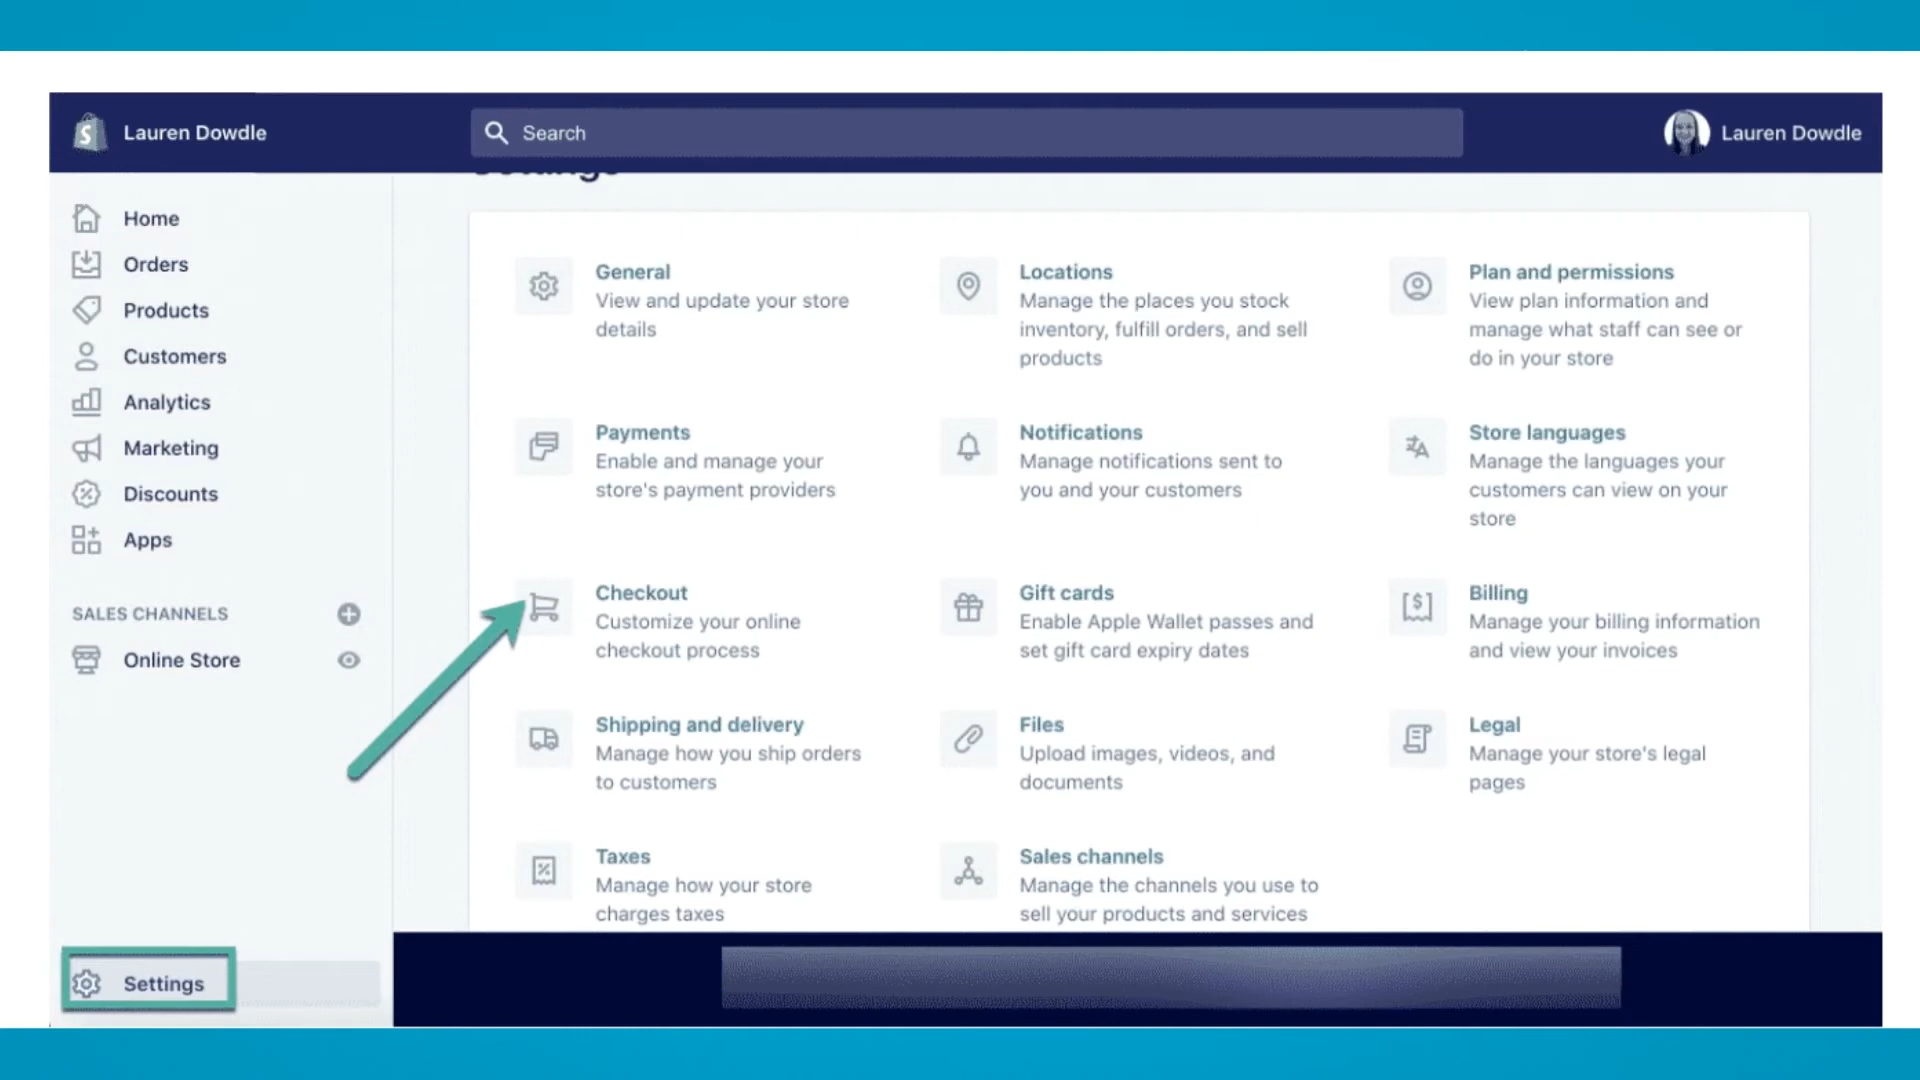 Lauren Dowdle
Search
Lauren Dowdle
Settings
Home
Orders
Products
Customers
Analytics
Marketing
Discounts
Apps
SALES CHANNELS
Online Store
Settings
General
View and update your store
details
Locations
Manage the places you stock
inventory, fulfill orders, and sell
products
Plan and permissions
View plan information and
manage what staff can see or
do in your store
Payments
Enable and manage your
store's payment providers
Notifications
Manage notifications sent to
you and your customers
Store languages
Manage the languages your
customers can view on your
store
Checkout
Customize your online
checkout process
Gift cards
Enable Apple Wallet passes and
set gift card expiry dates
Billing
Manage your billing information
and view your invoices
Shipping and delivery
Manage how you ship orders
to customers
Files
Upload images, videos, and
documents
Legal
Manage your store's legal
pages
Taxes
Manage how your store
charges taxes
Sales channels
Manage the channels you use to
sell your products and services